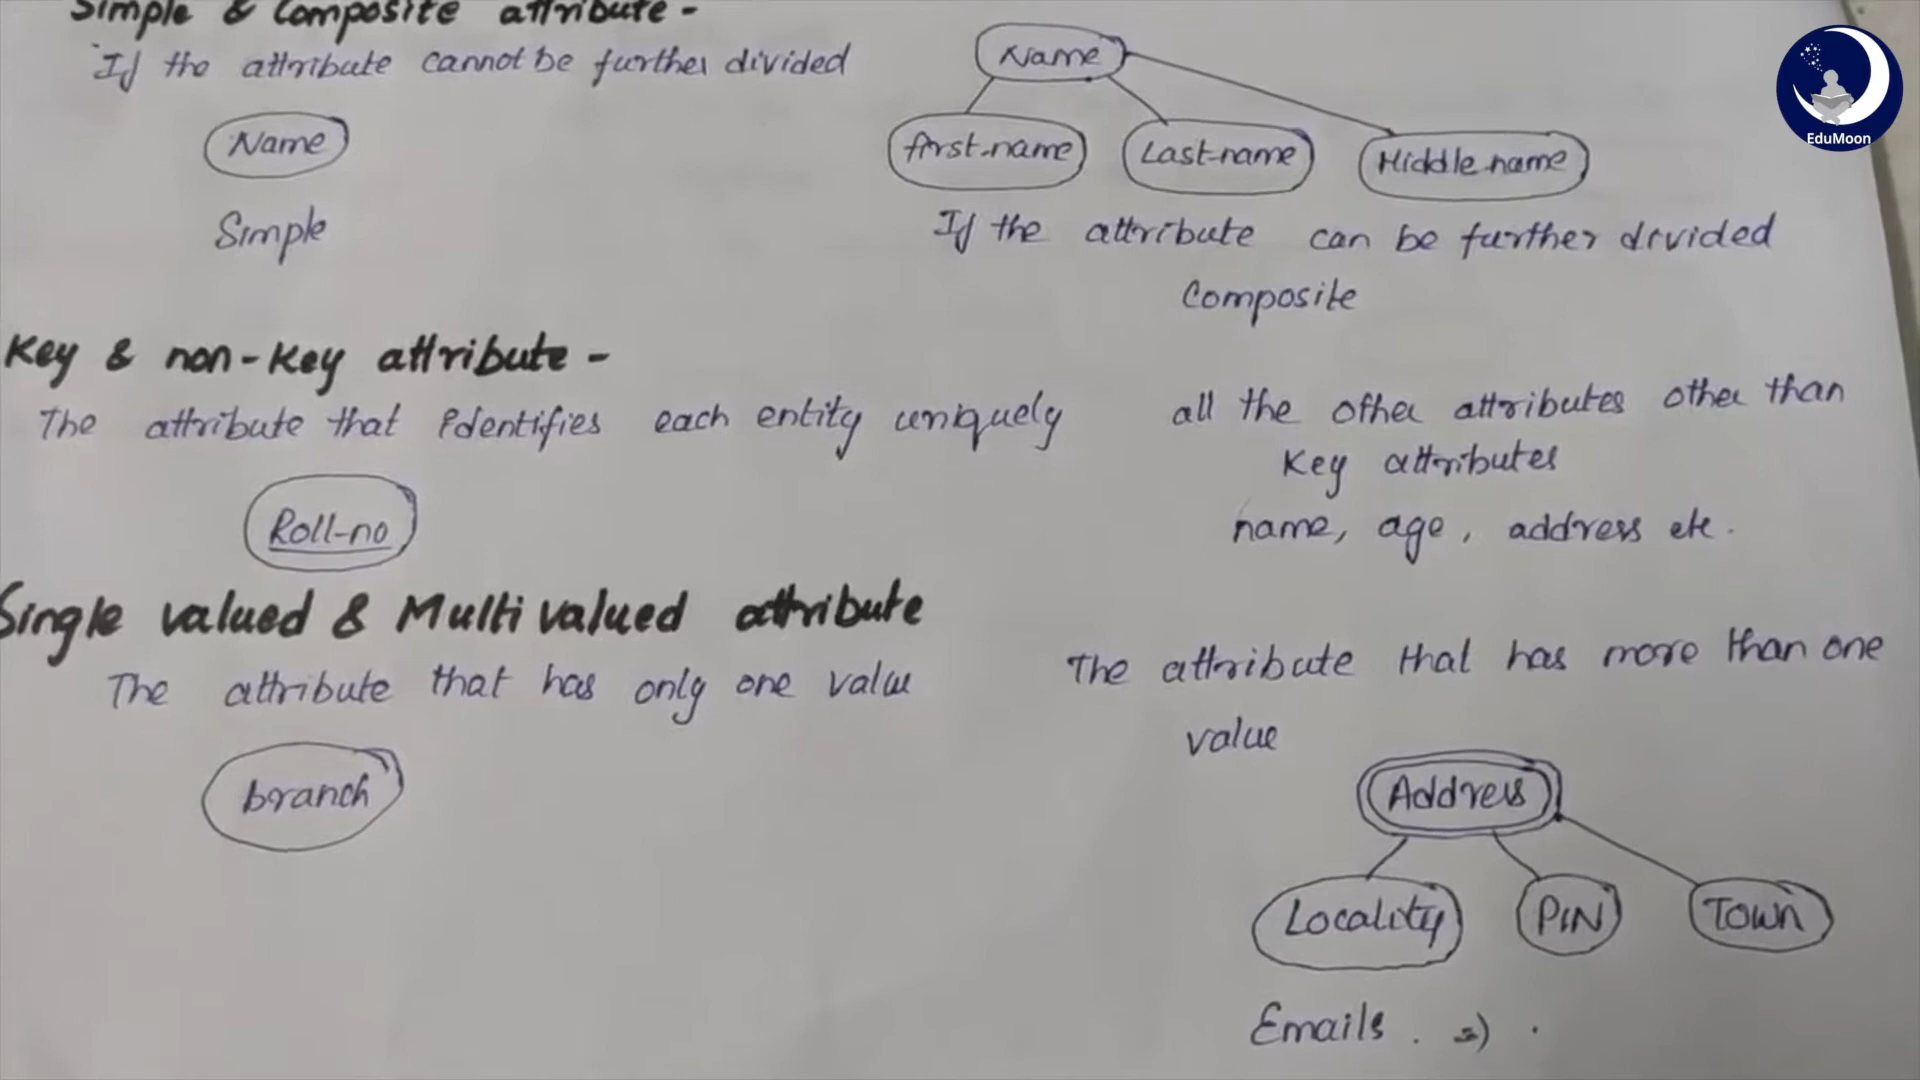 Simple & Composite attribute -
If the attribute cannot be further divided
Name
Simple
Name
first-name
Last-name
Middle-name
If the attribute can be further divided
Composite
Key & non-key attribute -
The attribute that identifies each entity uniquely
Roll-no
all the other attributes other than
key attributes
name, age, address etc.
Single valued & Multi valued attribute
The attribute that has only one value
branch
The attribute that has more than one
value
Address
Locality
PIN
Town
Emails . =) .
EduMoon